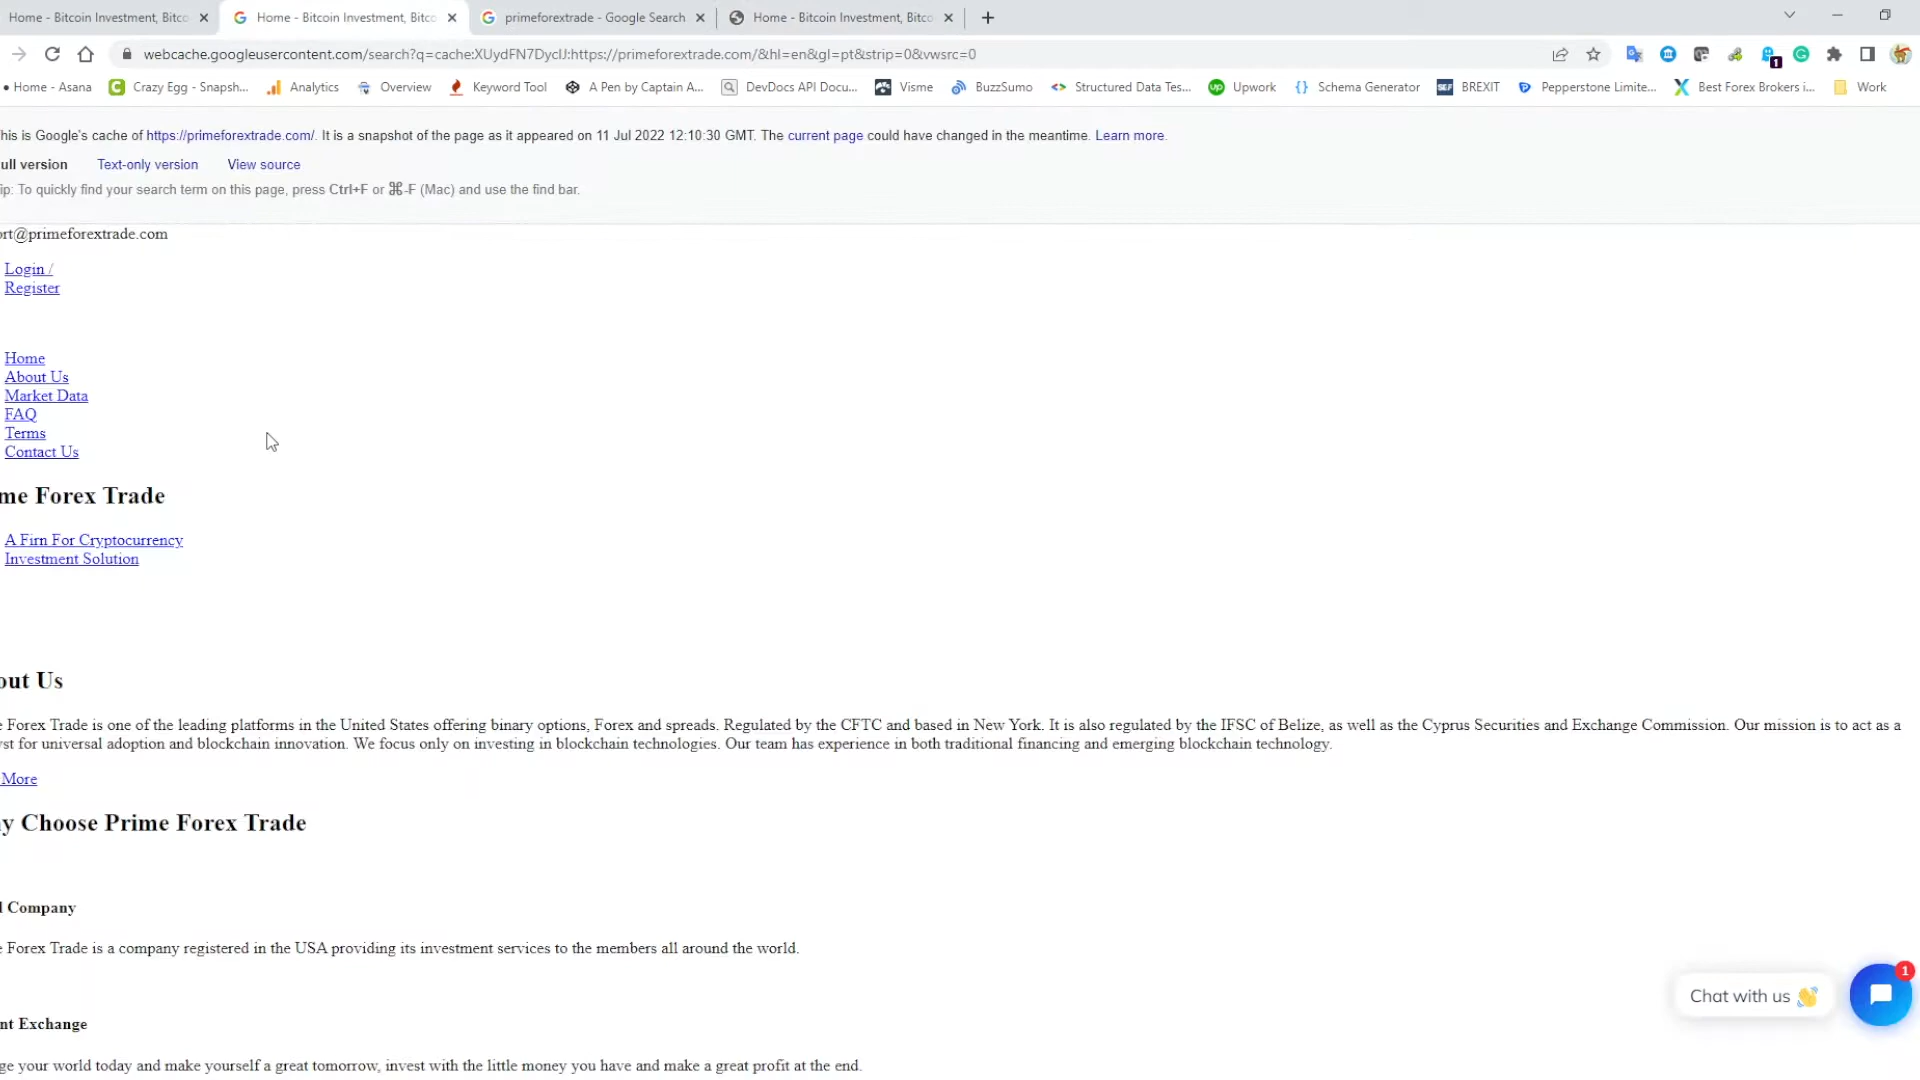 Home - Bitcoin Investment, Bitco
Home - Bitcoin Investment, Bitco
primeforextrade - Google Search
Home - Bitcoin Investment, Bitco
webcache.googleusercontent.com/search?q=cache:XUydFN7DycIJ:https://primeforextrade.com/&hl=en&gl=pt&strip=0&vwsrc=0
1
Home - Asana
Crazy Egg - Snapsh...
Analytics
Overview
Keyword Tool
A Pen by Captain A...
DevDocs API Docu...
Visme
BuzzSumo
Structured Data Tes...
up Upwork
{} Schema Generator
SEF BREXIT
Pepperstone Limite...
Best Forex Brokers i...
Work
his is Google's cache of https://primeforextrade.com/. It is a snapshot of the page as it appeared on 11 Jul 2022 12:10:30 GMT. The current page could have changed in the meantime. Learn more.
ull version Text-only version View source
ip: To quickly find your search term on this page, press Ctrl+F or ⌘-F (Mac) and use the find bar.
ort@primeforextrade.com
Login /
Register
Home
About Us
Market Data
FAQ
Terms
Contact Us
me Forex Trade
A Firn For Cryptocurrency
Investment Solution
out Us
e Forex Trade is one of the leading platforms in the United States offering binary options, Forex and spreads. Regulated by the CFTC and based in New York. It is also regulated by the IFSC of Belize, as well as the Cyprus Securities and Exchange Commission. Our mission is to act as a
yst for universal adoption and blockchain innovation. We focus only on investing in blockchain technologies. Our team has experience in both traditional financing and emerging blockchain technology.
More
y Choose Prime Forex Trade
l Company
e Forex Trade is a company registered in the USA providing its investment services to the members all around the world.
nt Exchange
ge your world today and make yourself a great tomorrow, invest with the little money you have and make a great profit at the end.
Chat with us 👋
1